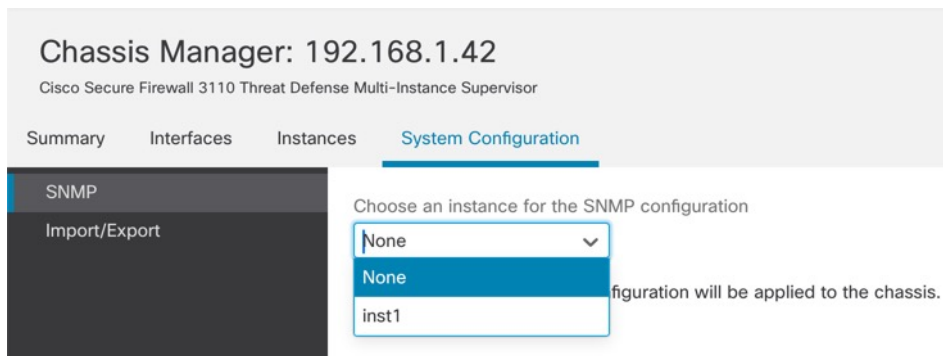 Chassis Manager: 192.168.1.42
Cisco Secure Firewall 3110 Threat Defense Multi-Instance Supervisor
Summary Interfaces Instances System Configuration
SNMP
Import/Export
Choose an instance for the SNMP configuration
None
None
inst1
figuration will be applied to the chassis.